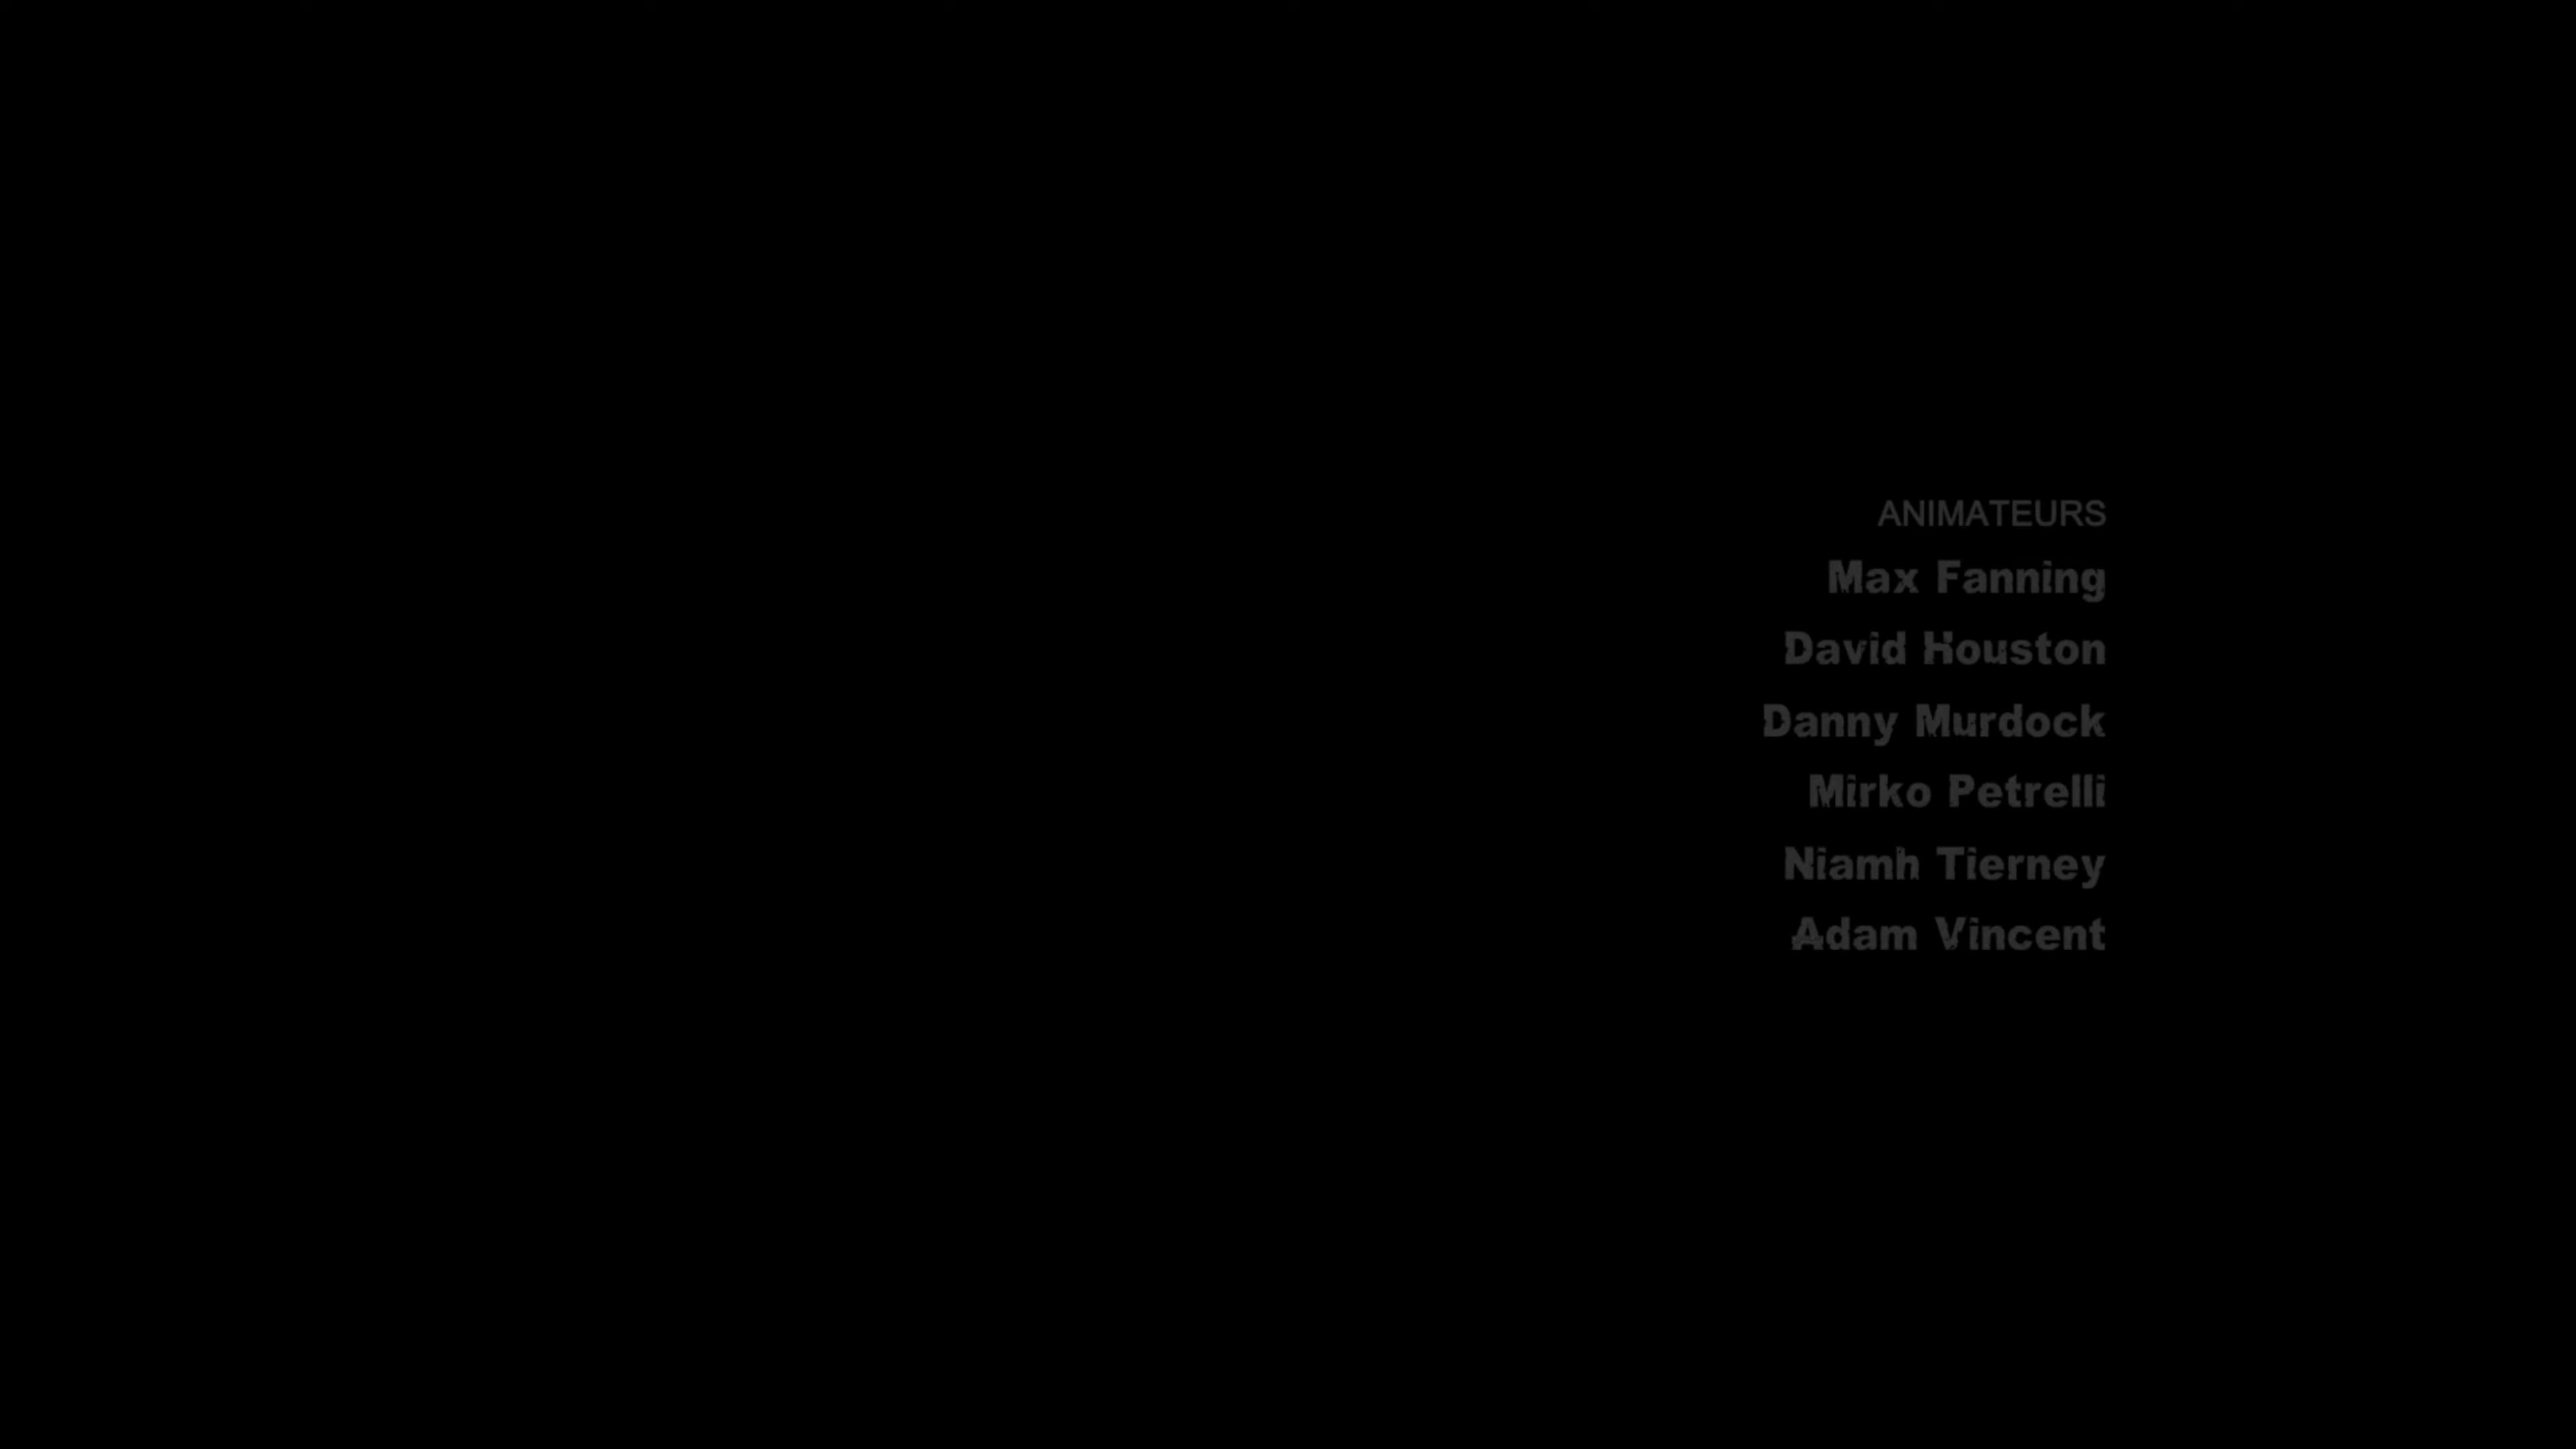 ANIMATEURS
Max Fanning
David Houston
Danny Murdock
Mirko Petrelli
Niamh Tierney
Adam Vincent